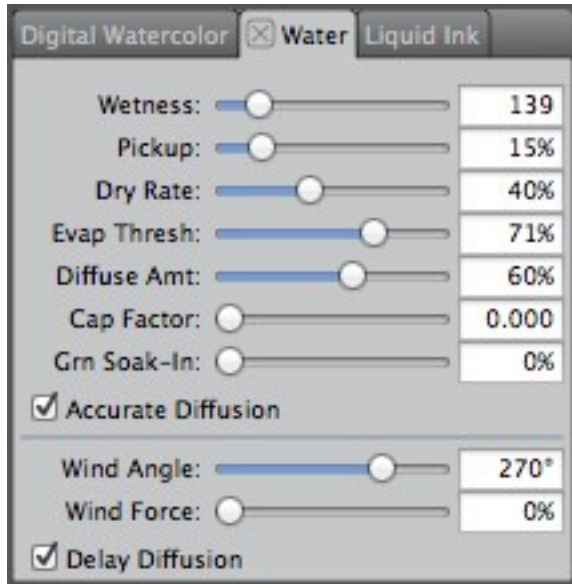 Digital Watercolor Water Liquid Ink
Wetness: 139
Pickup: 15%
Dry Rate: 40%
Evap Thresh: 71%
Diffuse Amt: 60%
Cap Factor: 0.000
Grn Soak-In: 0%
Accurate Diffusion
Wind Angle: 270°
Wind Force: 0%
Delay Diffusion